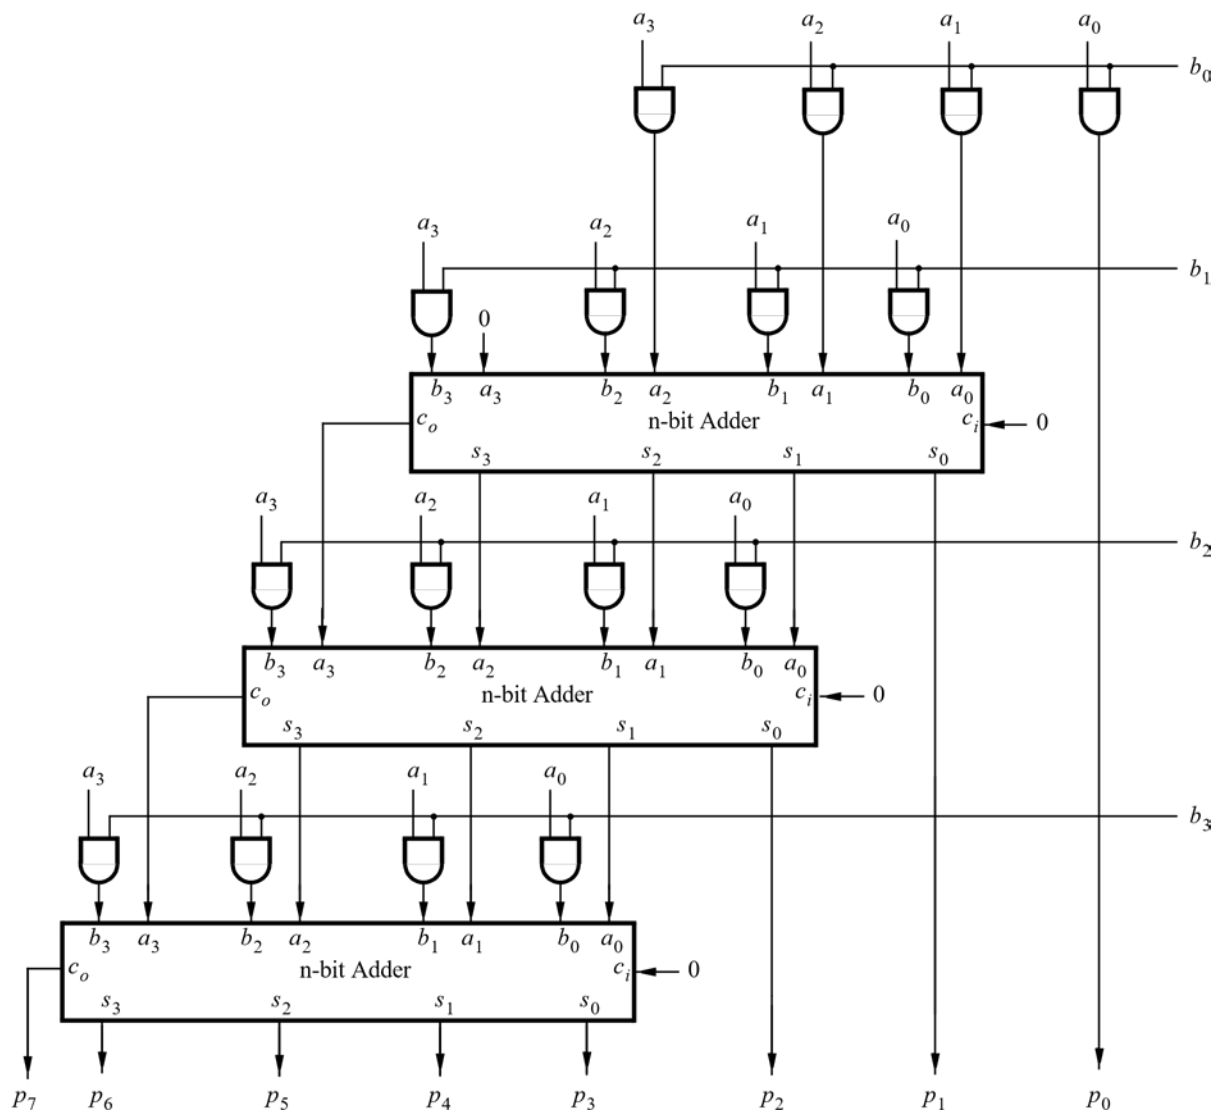 a3 a2 a1 a0
b0
a3 a2 a1 a0
b1
0
b3 a3 b2 a2 b1 a1 b0 a0
co n-bit Adder ci 0
s3 s2 s1 s0
a3 a2 a1 a0
b2
b3 a3 b2 a2 b1 a1 b0 a0
co n-bit Adder ci 0
s3 s2 s1 s0
a3 a2 a1 a0
b3
b3 a3 b2 a2 b1 a1 b0 a0
co n-bit Adder ci 0
s3 s2 s1 s0
p7 p6 p5 p4 p3 p2 p1 p0